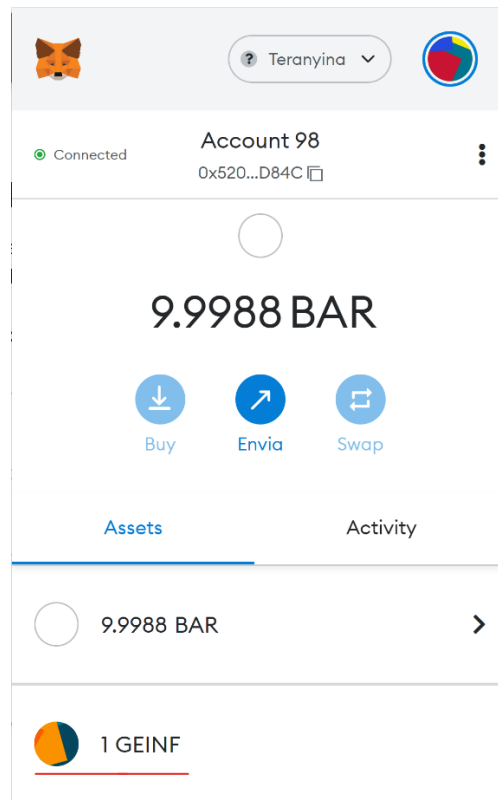 ? Teranyina
Connected
Account 98
0x520...D84C
9.9988 BAR
Buy Envia Swap
Assets Activity
9.9988 BAR
1 GEINF